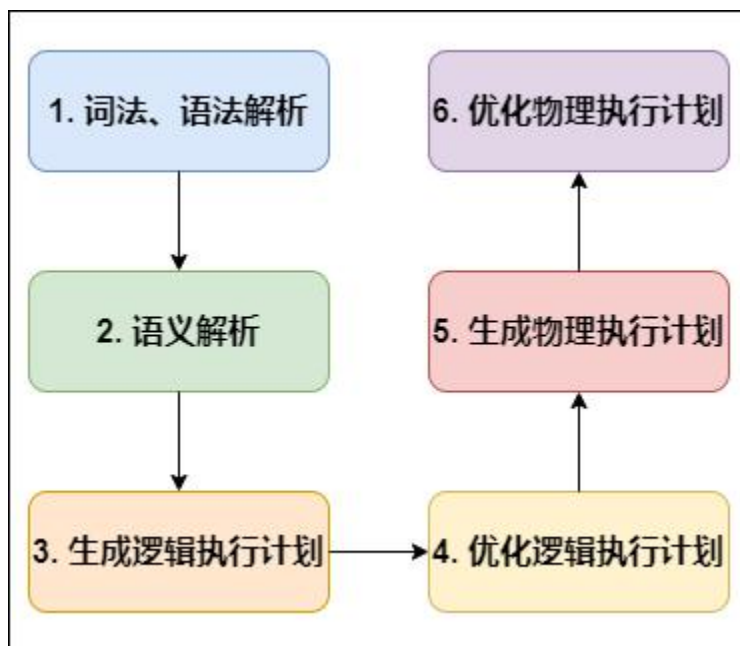 1. 词法、语法解析
2. 语义解析
3. 生成逻辑执行计划
4. 优化逻辑执行计划
5. 生成物理执行计划
6. 优化物理执行计划